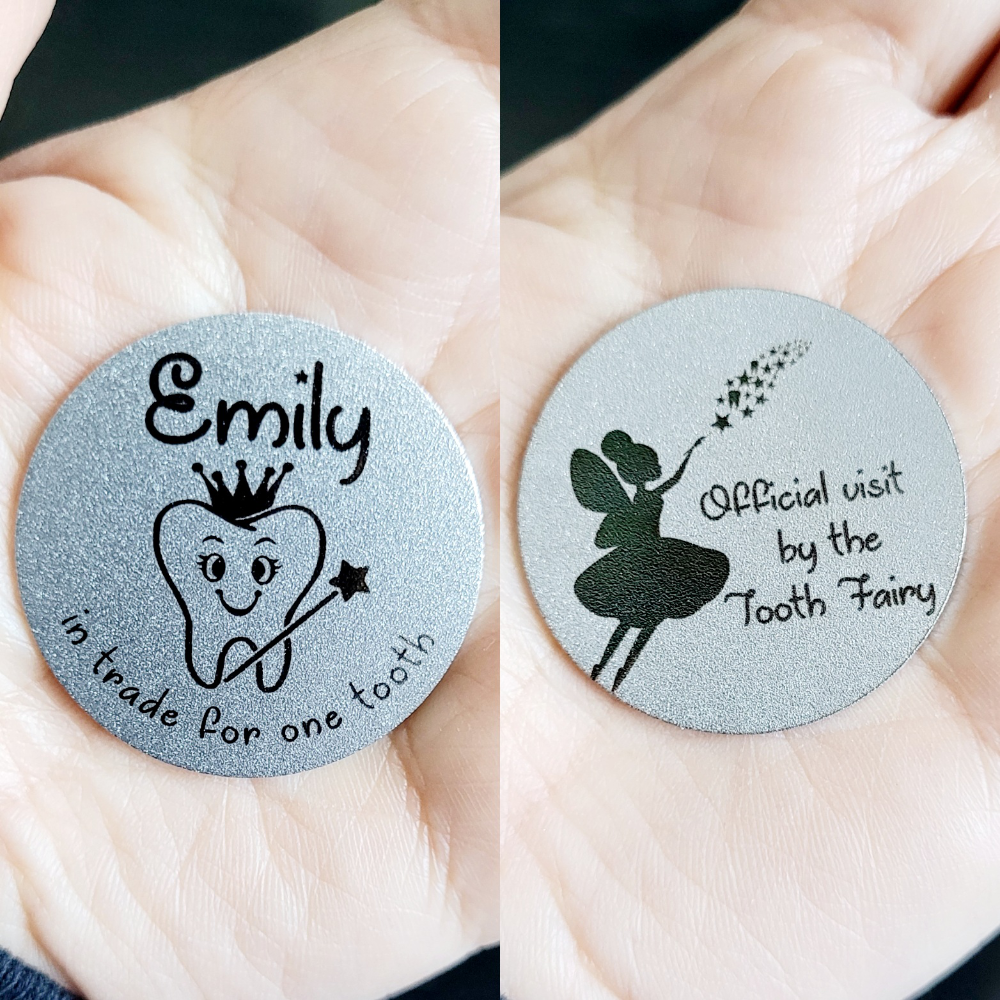 Emily
in trade for one tooth
Official visit
by the
Tooth Fairy